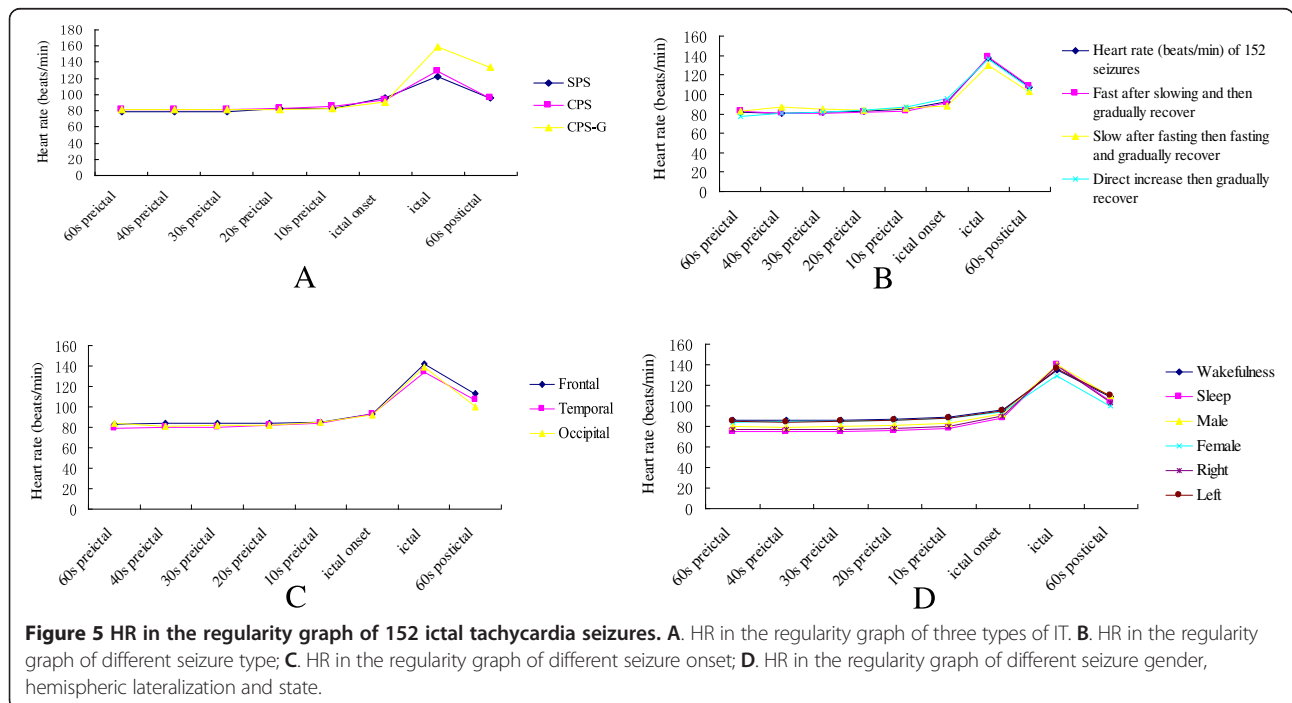 Heart rate (beats/min)
180
160
140
120
100
80
60
40
20
0
60s preictal
40s preictal
30s preictal
20s preictal
10s preictal
ictal onset
ictal
60s postictal
SPS
CPS
CPS-G
A
Heart rate (beats/min)
160
140
120
100
80
60
40
20
0
60s preictal
40s preictal
30s preictal
20s preictal
10s preictal
ictal onset
ictal
60s postictal
Heart rate (beats/min) of 152
seizures
Fast after slowing and then
gradually recover
Slow after fasting then fasting
and gradually recover
Direct increase then gradually
recover
B
Heart rate (beats/min)
160
140
120
100
80
60
40
20
0
60s preictal
40s preictal
30s preictal
20s preictal
10s preictal
ictal onset
ictal
60s postictal
Frontal
Temporal
Occipital
C
Heart rate (beats/min)
160
140
120
100
80
60
40
20
0
60s preictal
40s preictal
30s preictal
20s preictal
10s preictal
ictal onset
ictal
60s postictal
Wakefulness
Sleep
Male
Female
Right
Left
D
Figure 5 HR in the regularity graph of 152 ictal tachycardia seizures. A. HR in the regularity graph of three types of IT. B. HR in the regularity
graph of different seizure type; C. HR in the regularity graph of different seizure onset; D. HR in the regularity graph of different seizure gender,
hemispheric lateralization and state.